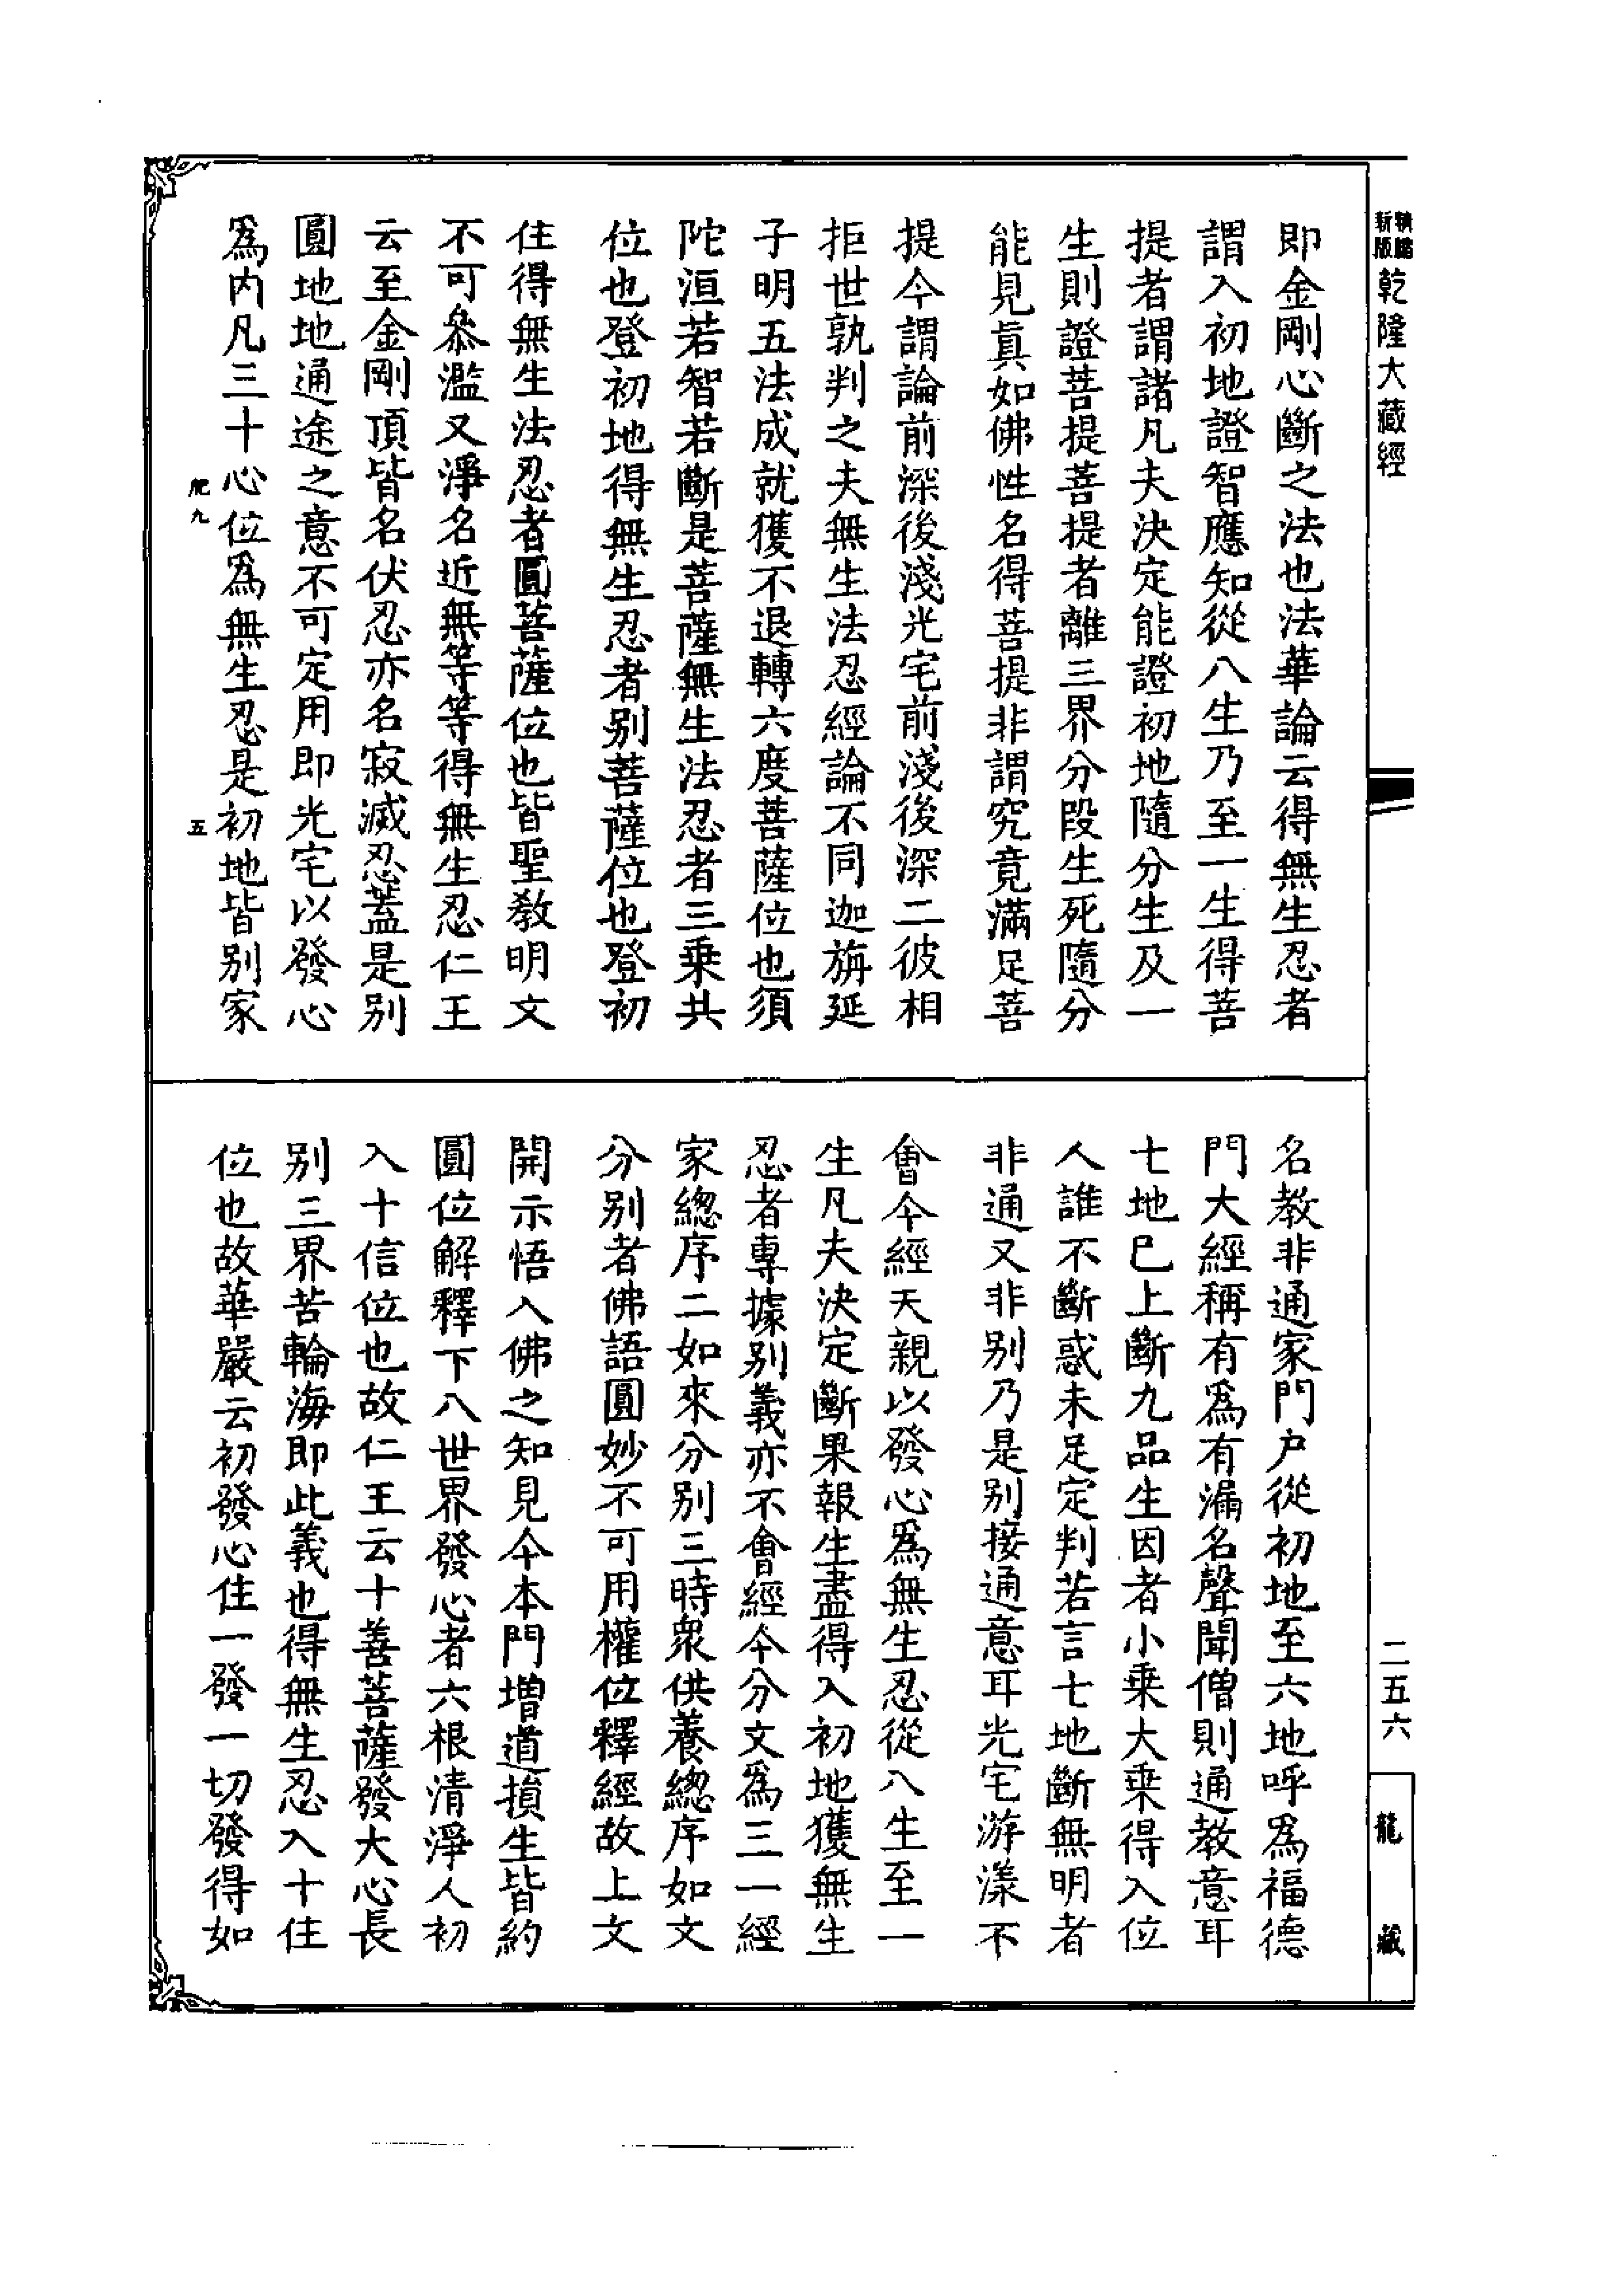 新版精縮
乾隆大藏經
即金剛心斷之法也法華論云得無生忍者
謂入初地證智應知從八生乃至一生得菩
提者謂諸凡夫決定能證初地隨分生及一
生則證菩提菩提者離三界分段生死隨分
能見眞如佛性名得菩提非謂究竟滿足菩
提今謂論前深後淺光宅前淺後深二彼相
拒世孰判之夫無生法忍經論不同迦旃延
子明五法成就獲不退轉六度菩薩位也須
陀洹若智若斷是菩薩無生法忍者三乗共
位也登初地得無生忍者别菩薩位也登初
住得無生法忍者圓菩薩位也皆聖教明文
不可叅濫又淨名近無等等得無生忍仁王
云至金剛頂皆名伏忍亦名寂滅忍葢是别
圓地地通途之意不可定用即光宅以發心
爲内凡三十心位爲無生忍是初地皆别家
九
五
名教非通家門户從初地至六地呼爲福德
門大經稱有爲有漏名聲聞僧則通教意耳
七地已上斷九品生因者小乗大乗得入位
人誰不斷惑未足定判若言七地斷無明者
非通又非别乃是别接通意耳光宅游漾不
會今經天親以發心爲無生忍從八生至一
生凡夫決定斷果報生盡得入初地獲無生
忍者專據别義亦不會經今分文爲三一經
家總序二如來分别三時衆供養總序如文
分别者佛語圓妙不可用權位釋經故上文
開示悟入佛之知見今本門增道損生皆約
圓位解釋下八世界發心者六根清淨人初
入十信位也故仁王云十善菩薩發大心長
别三界苦輪海即此義也得無生忍入十住
位也故華嚴云初發心住一發一切發得如
二五六
龍藏